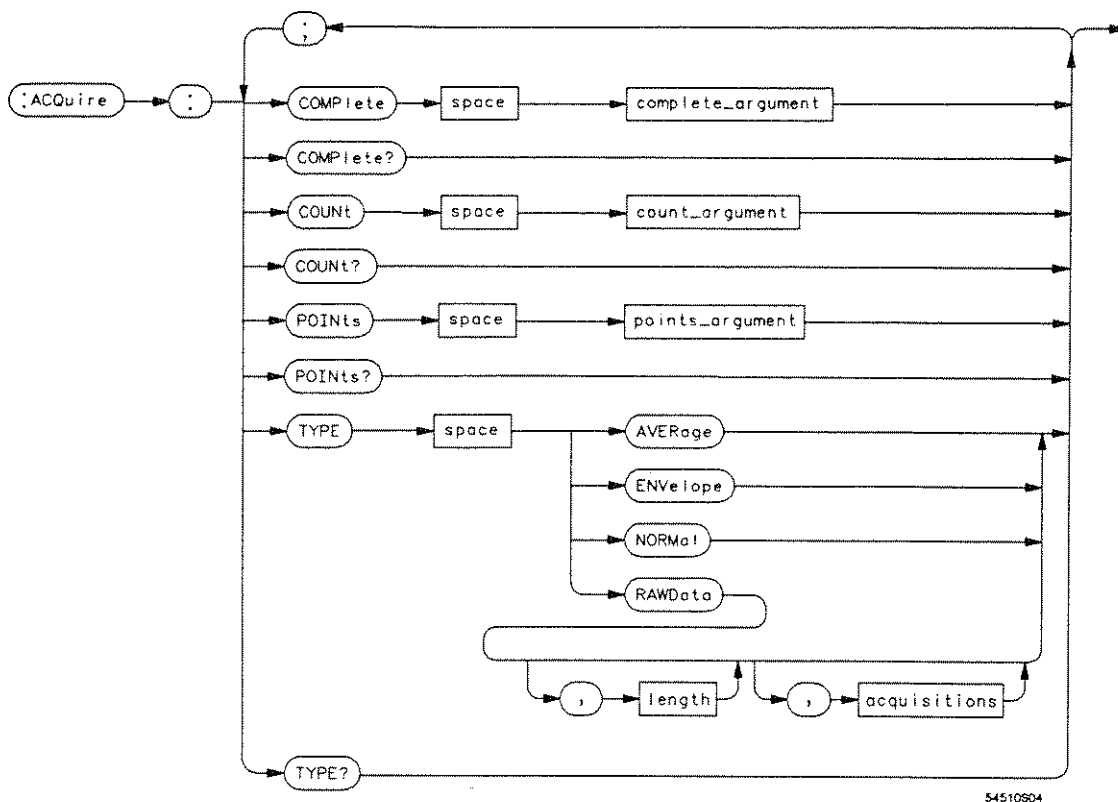 ;
:ACQuire : COMPlete space complete_argument
COMPlete?
COUNt space count_argument
COUNt?
POINts space points_argument
POINts?
TYPE space AVERage
ENVelope
NORMal
RAWData
, length , acquisitions
TYPE?
54510S04